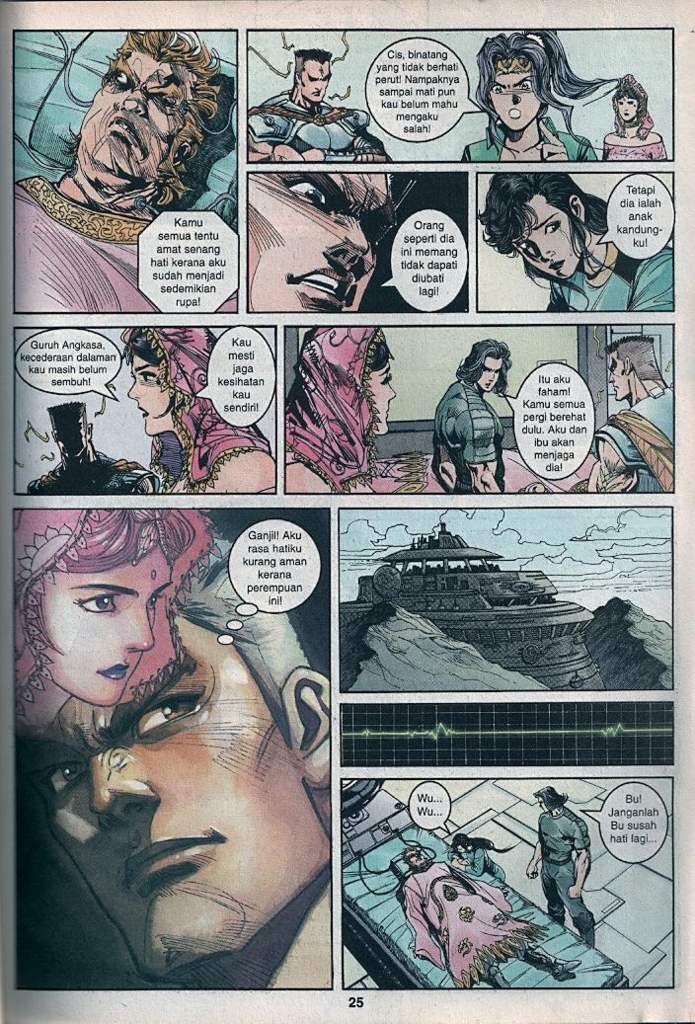 Kamu
semua tentu
amat senang
hati kerana aku
sudah menjadi
sedemikian
rupa!
Cis, binatang
yang tidak berhati
perut! Nampaknya
sampai mati pun
kau belum mahu
mengaku
salah!
Orang
seperti dia
ini memang
tidak dapati
diubati
lagi!
Tetapi
dia ialah
anak
kandung-
ku!
Guruh Angkasa,
kecederaan dalaman
kau masih belum
sembuh!
Kau
mesti
jaga
kesihatan
kau
sendiri!
Itu aku
faham!
Kamu semua
pergi berehat
dulu. Aku dan
ibu akan
menjaga
dia!
Ganjil! Aku
rasa hatiku
kurang aman
kerana
perempuan
ini!
Wu...
Wu...
Bu!
Janganlah
Bu susah
hati lagi...
25